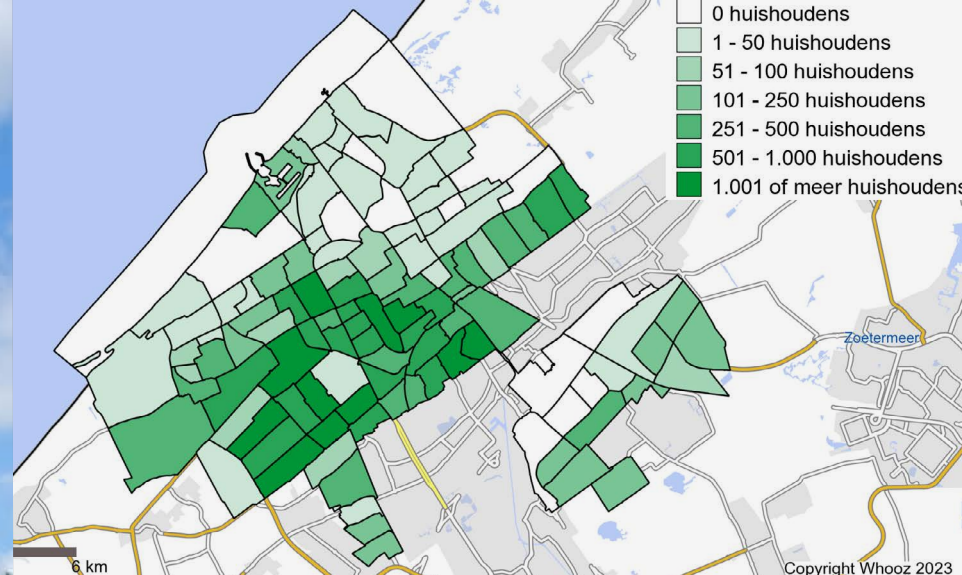 0 huishoudens
1 - 50 huishoudens
51 - 100 huishoudens
101 - 250 huishoudens
251 - 500 huishoudens
501 - 1.000 huishoudens
1.001 of meer huishoudens
Zoetermeer
6 km
Copyright Whooz 2023